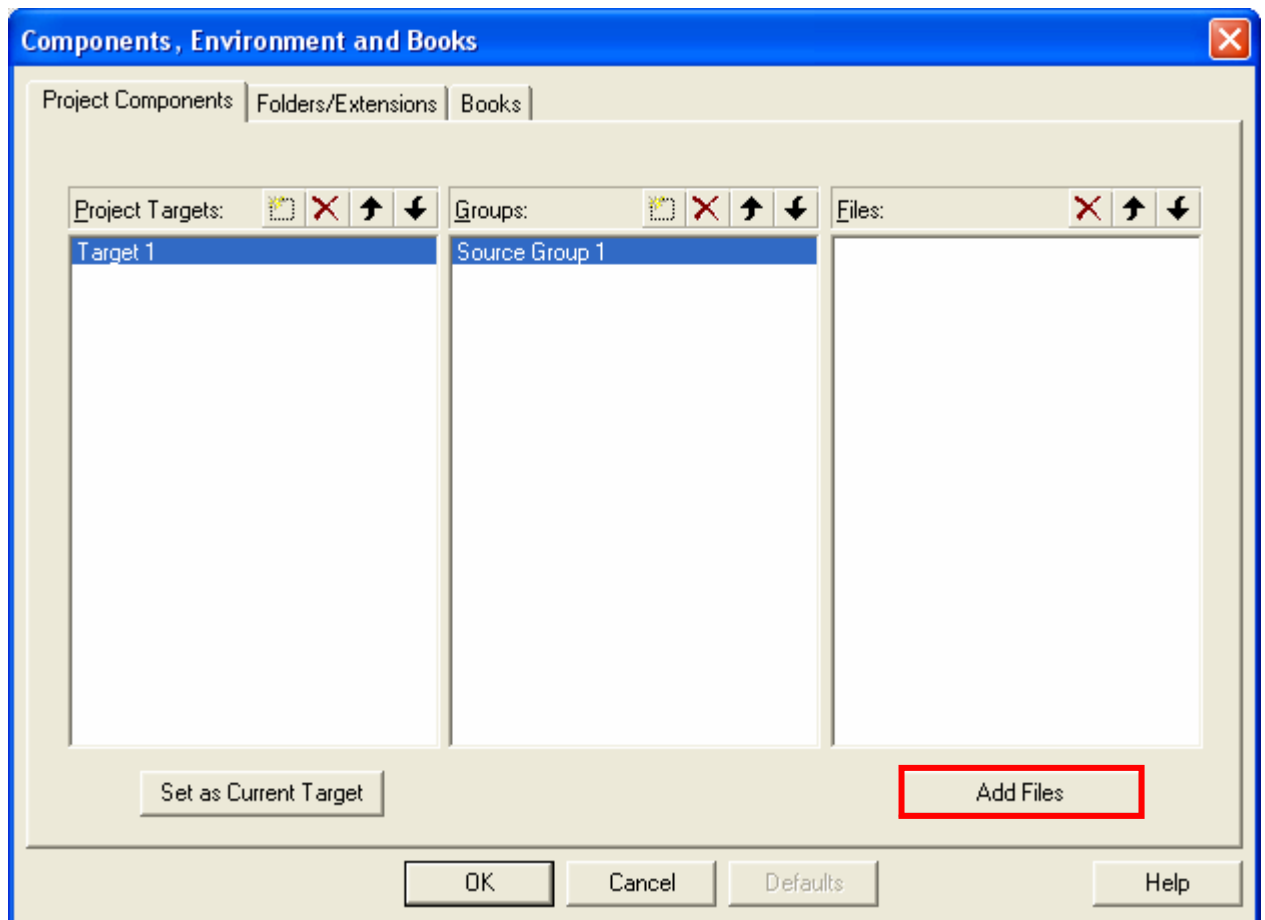 Components, Environment and Books
Project Components Folders/Extensions Books
Project Targets: Groups: Files:
Target 1 Source Group 1
Set as Current Target Add Files
OK Cancel Defaults Help